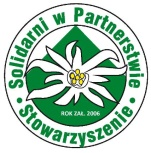 Solidarni w Partnerstwie
ROK ZAŁ. 2006
• Stowarzyszenie •